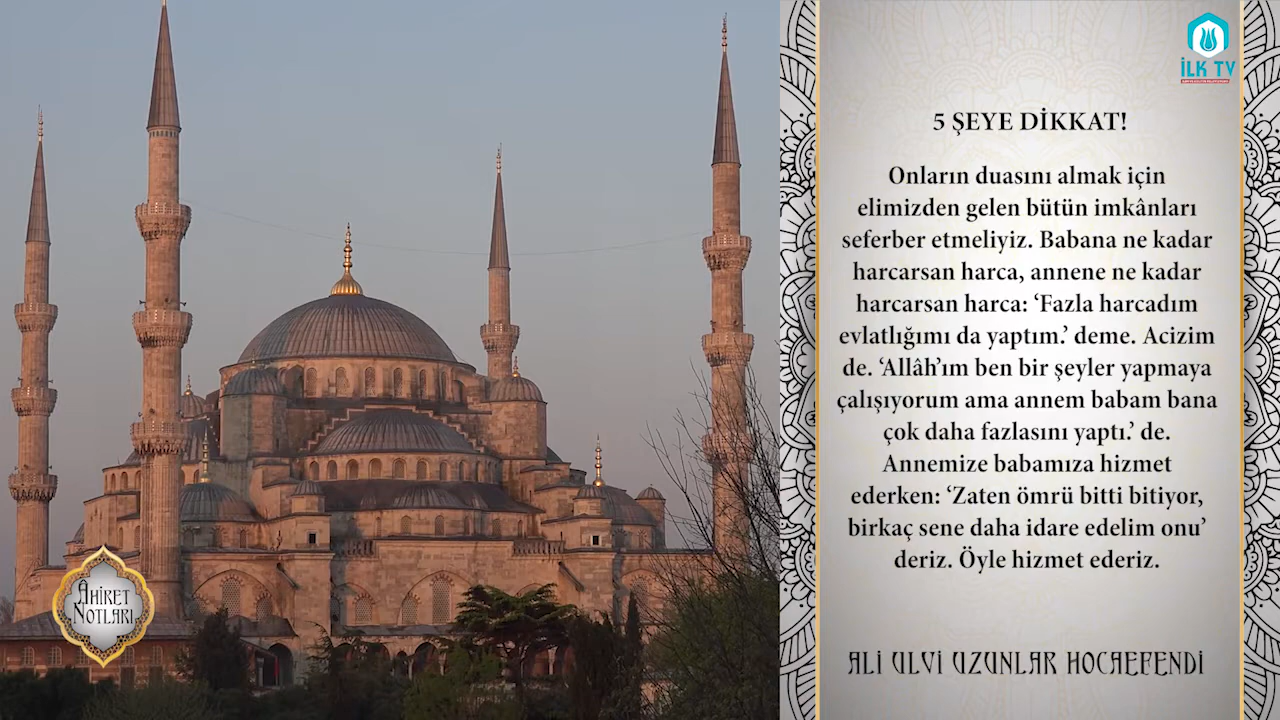 İLK TV
5 ŞEYE DİKKAT!
Onların duasını almak için
elimizden gelen bütün imkânları
seferber etmeliyiz. Babana ne kadar
harcarsan harca, annene ne kadar
harcarsan harca: ‘Fazla harcadım
evlatlığımı da yaptım.’ deme. Acizim
de. ‘Allâh’ım ben bir şeyler yapmaya
çalışıyorum ama annem babam bana
çok daha fazlasını yaptı.’ de.
Annemize babamıza hizmet
ederken: ‘Zaten ömrü bitti bitiyor,
birkaç sene daha idare edelim onu’
deriz. Öyle hizmet ederiz.
ALİ ULVİ UZUNLAR HOCAEFENDİ
ÂHİRET
NOTLARI